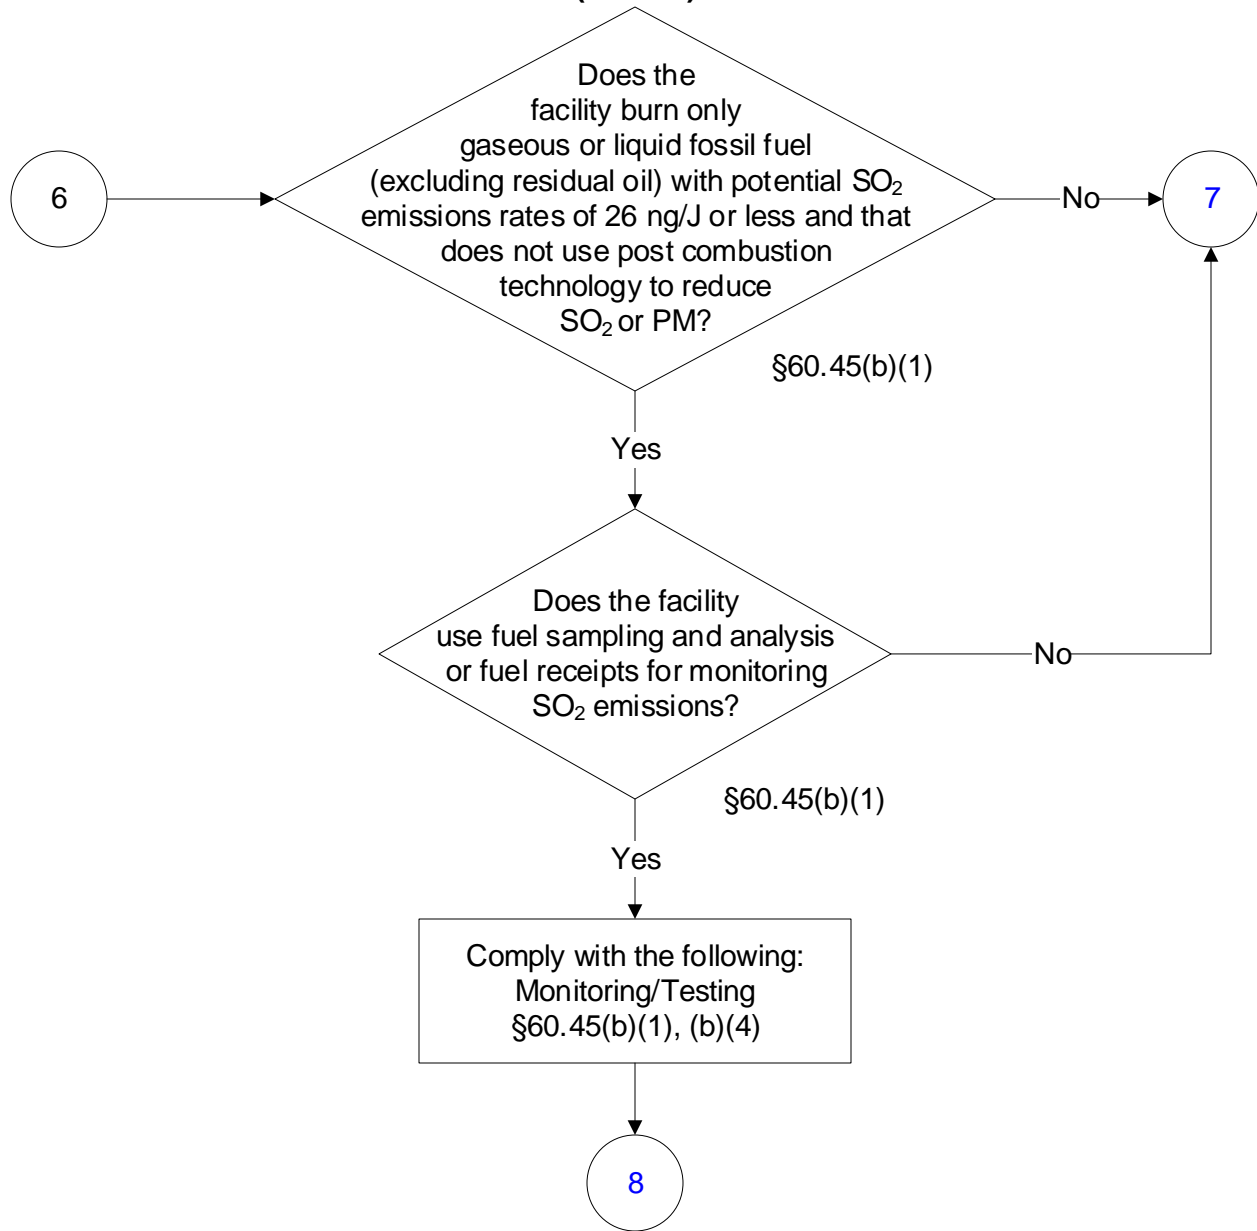 Does the
facility burn only
gaseous or liquid fossil fuel
(excluding residual oil) with potential SO₂
emissions rates of 26 ng/J or less and that
does not use post combustion
technology to reduce
SO₂ or PM?
6
No
7
§60.45(b)(1)
Yes
Does the facility
use fuel sampling and analysis
or fuel receipts for monitoring
SO₂ emissions?
No
§60.45(b)(1)
Yes
Comply with the following:
Monitoring/Testing
§60.45(b)(1), (b)(4)
8